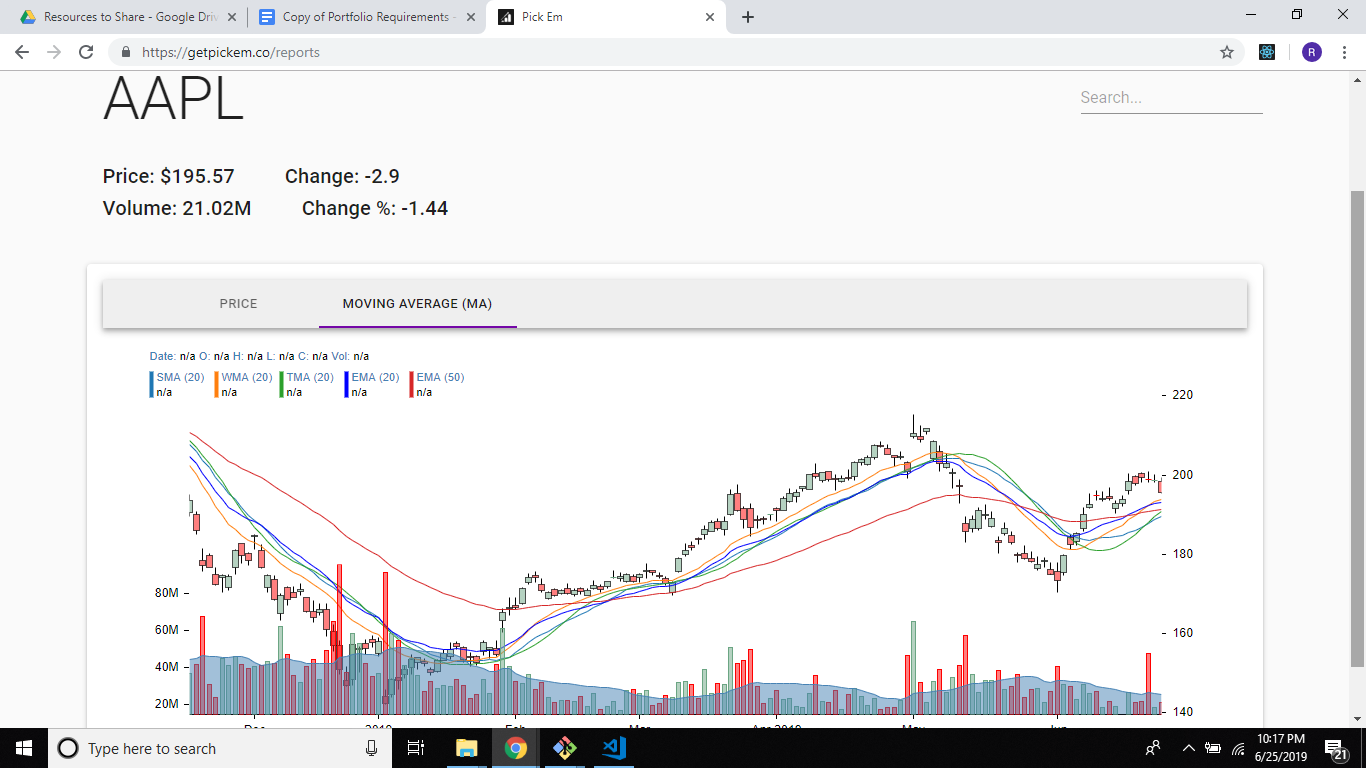 Resources to Share - Google Driv
Copy of Portfolio Requirements -
Pick Em
https://getpickem.co/reports
R
AAPL
Search...
Price: $195.57 Change: -2.9
Volume: 21.02M Change %: -1.44
PRICE MOVING AVERAGE (MA)
Date: n/a O: n/a H: n/a L: n/a C: n/a Vol: n/a
SMA (20) WMA (20) TMA (20) EMA (20) EMA (50)
n/a n/a n/a n/a n/a
220
200
180
80M
60M
160
40M
20M
140
Dec 2019 Feb Mar Apr 2019 May Jun
Type here to search
10:17 PM
6/25/2019
21